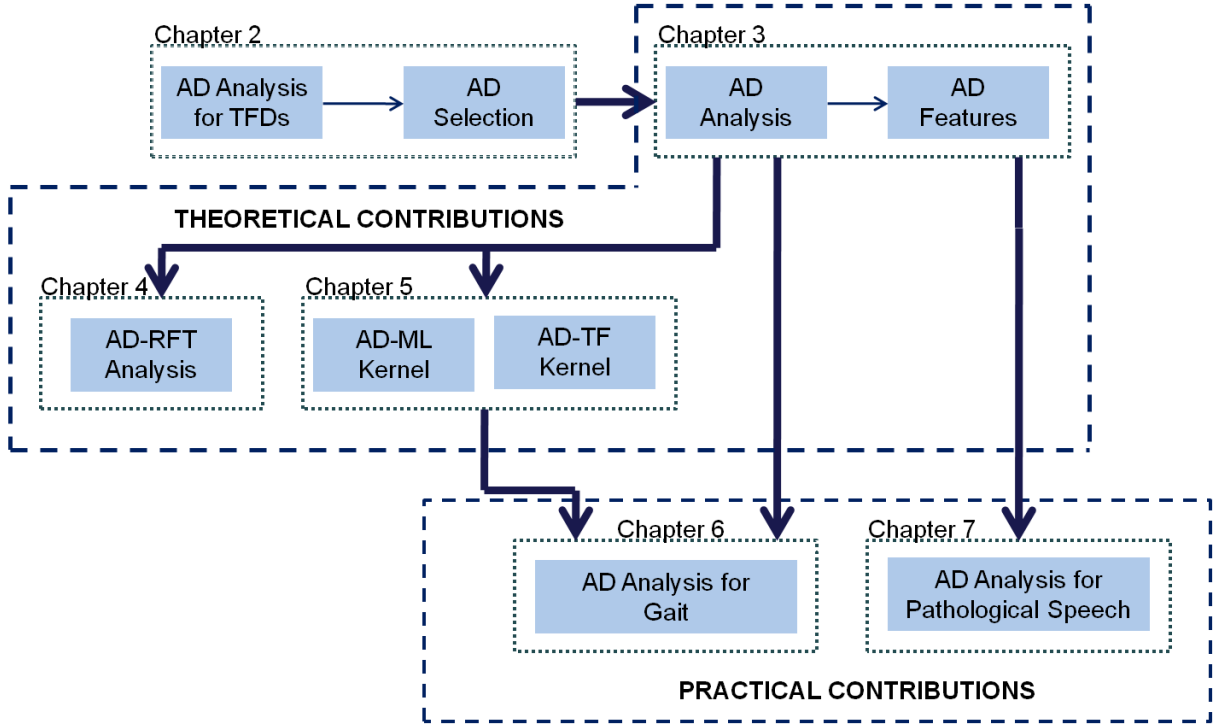 Chapter 2
AD Analysis
for TFDs
AD
Selection
Chapter 3
AD
Analysis
AD
Features
THEORETICAL CONTRIBUTIONS
Chapter 4
AD-RFT
Analysis
Chapter 5
AD-ML
Kernel
AD-TF
Kernel
Chapter 6
AD Analysis for
Gait
Chapter 7
AD Analysis for
Pathological Speech
PRACTICAL CONTRIBUTIONS